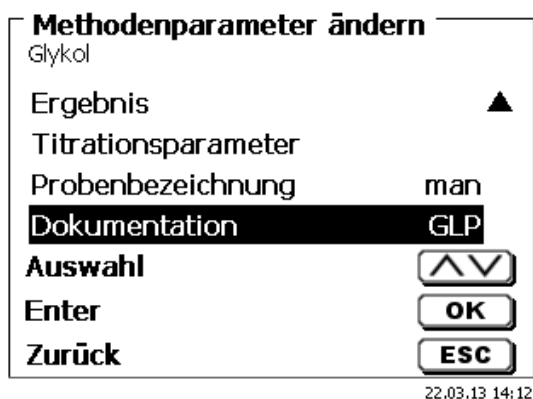 Methodenparameter ändern
Glykol
Ergebnis
Titrationsparameter
Probenbezeichnung man
Dokumentation GLP
Auswahl
Enter OK
Zurück ESC
22.03.13 14:12